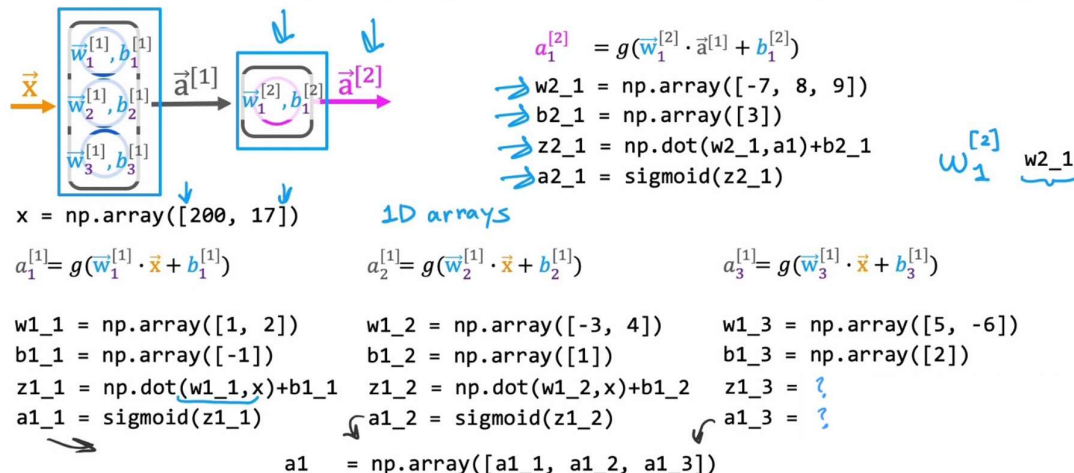 w⃗₁^[1], b₁^[1]
w⃗₂^[1], b₂^[1]
w⃗₃^[1], b₃^[1]
x⃗
a⃗^[1]
w⃗₁^[2], b₁^[2]
a⃗^[2]
a₁^[2] = g(w⃗₁^[2] · a⃗^[1] + b₁^[2])
w2_1 = np.array([-7, 8, 9])
b2_1 = np.array([3])
z2_1 = np.dot(w2_1,a1)+b2_1
a2_1 = sigmoid(z2_1)
w₁^[2] w2_1
x = np.array([200, 17])
1D arrays
a₁^[1]= g(w⃗₁^[1] · x⃗ + b₁^[1])
w1_1 = np.array([1, 2])
b1_1 = np.array([-1])
z1_1 = np.dot(w1_1,x)+b1_1
a1_1 = sigmoid(z1_1)
a₂^[1]= g(w⃗₂^[1] · x⃗ + b₂^[1])
w1_2 = np.array([-3, 4])
b1_2 = np.array([1])
z1_2 = np.dot(w1_2,x)+b1_2
a1_2 = sigmoid(z1_2)
a₃^[1]= g(w⃗₃^[1] · x⃗ + b₃^[1])
w1_3 = np.array([5, -6])
b1_3 = np.array([2])
z1_3 = ?
a1_3 = ?
a1 = np.array([a1_1, a1_2, a1_3])